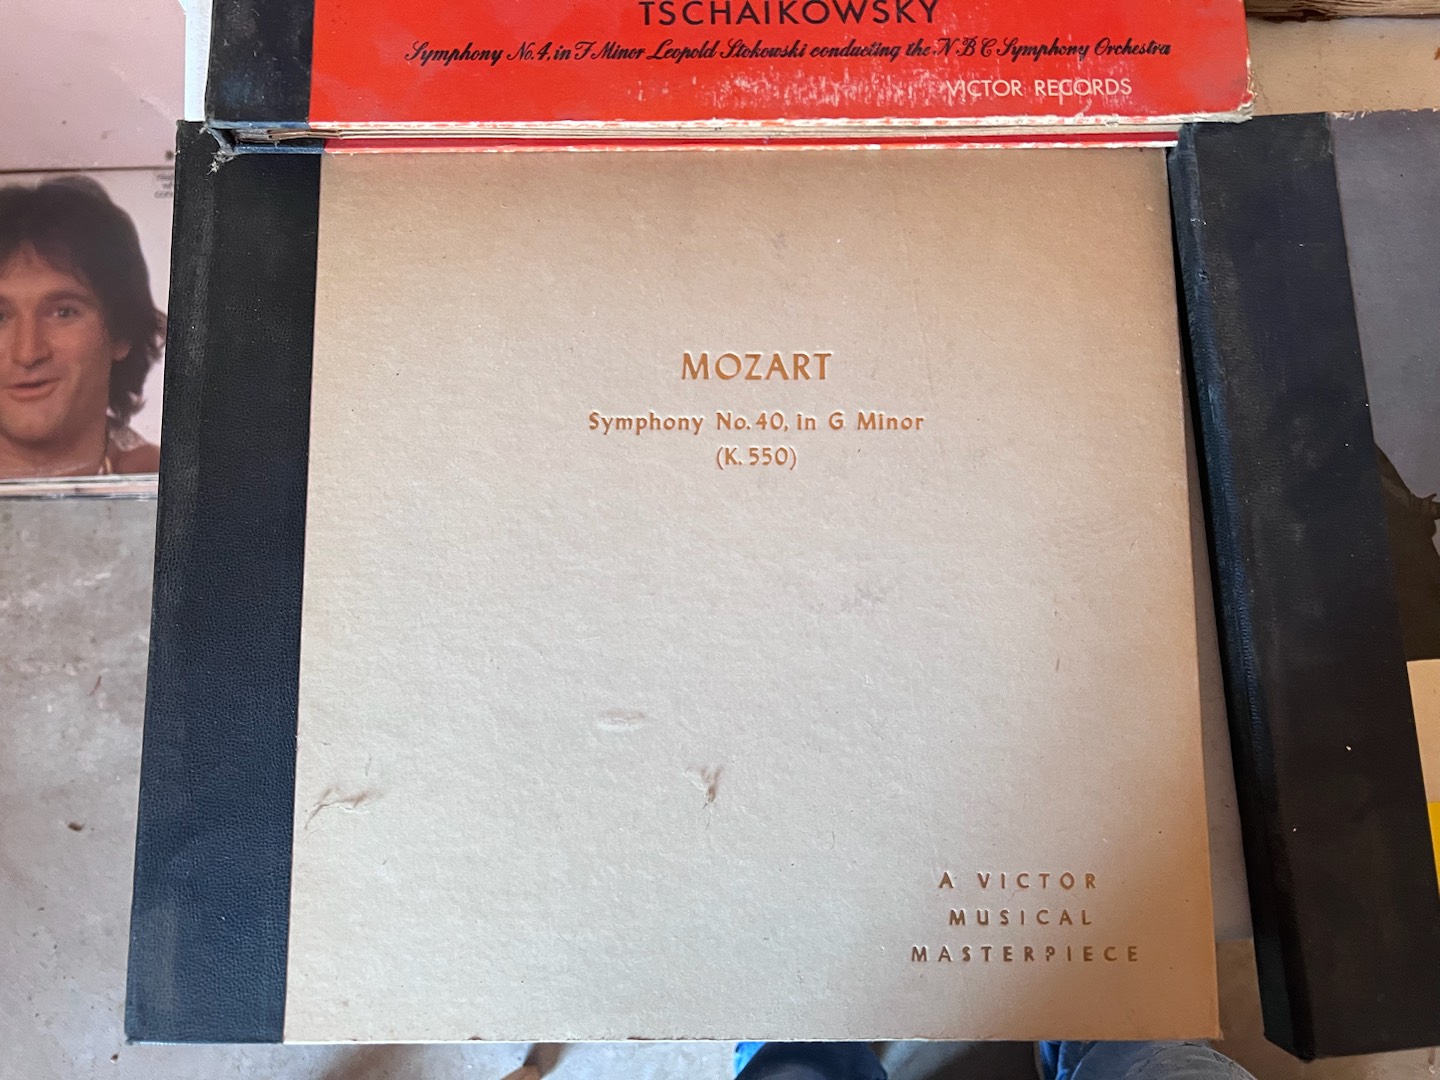 TSCHAIKOWSKY
Symphony No. 4, in F Minor Leopold Stokowski conducting the NBC Symphony Orchestra
VICTOR RECORDS
MOZART
Symphony No. 40, in G Minor
(K. 550)
A VICTOR
MUSICAL
MASTERPIECE